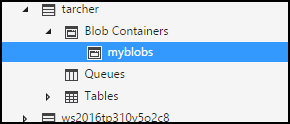 tarcher
Blob Containers
myblobs
Queues
Tables
ws2016tp310v5o2c8